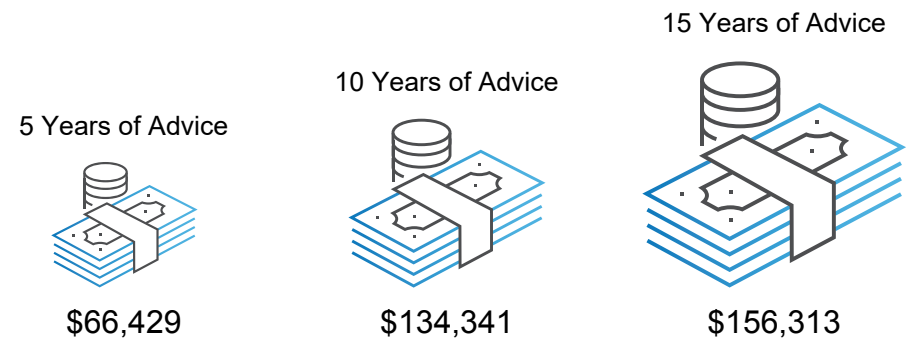 5 Years of Advice
$66,429
10 Years of Advice
$134,341
15 Years of Advice
$156,313